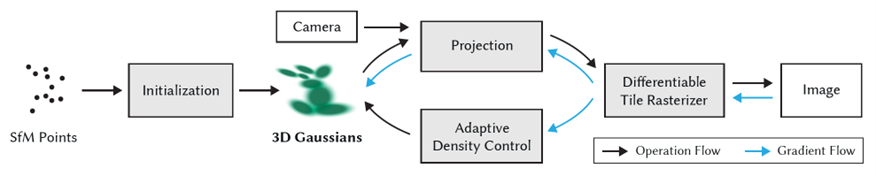 Camera
Projection
Initialization
Differentiable
Tile Rasterizer
Image
SfM Points
3D Gaussians
Adaptive
Density Control
Operation Flow
Gradient Flow